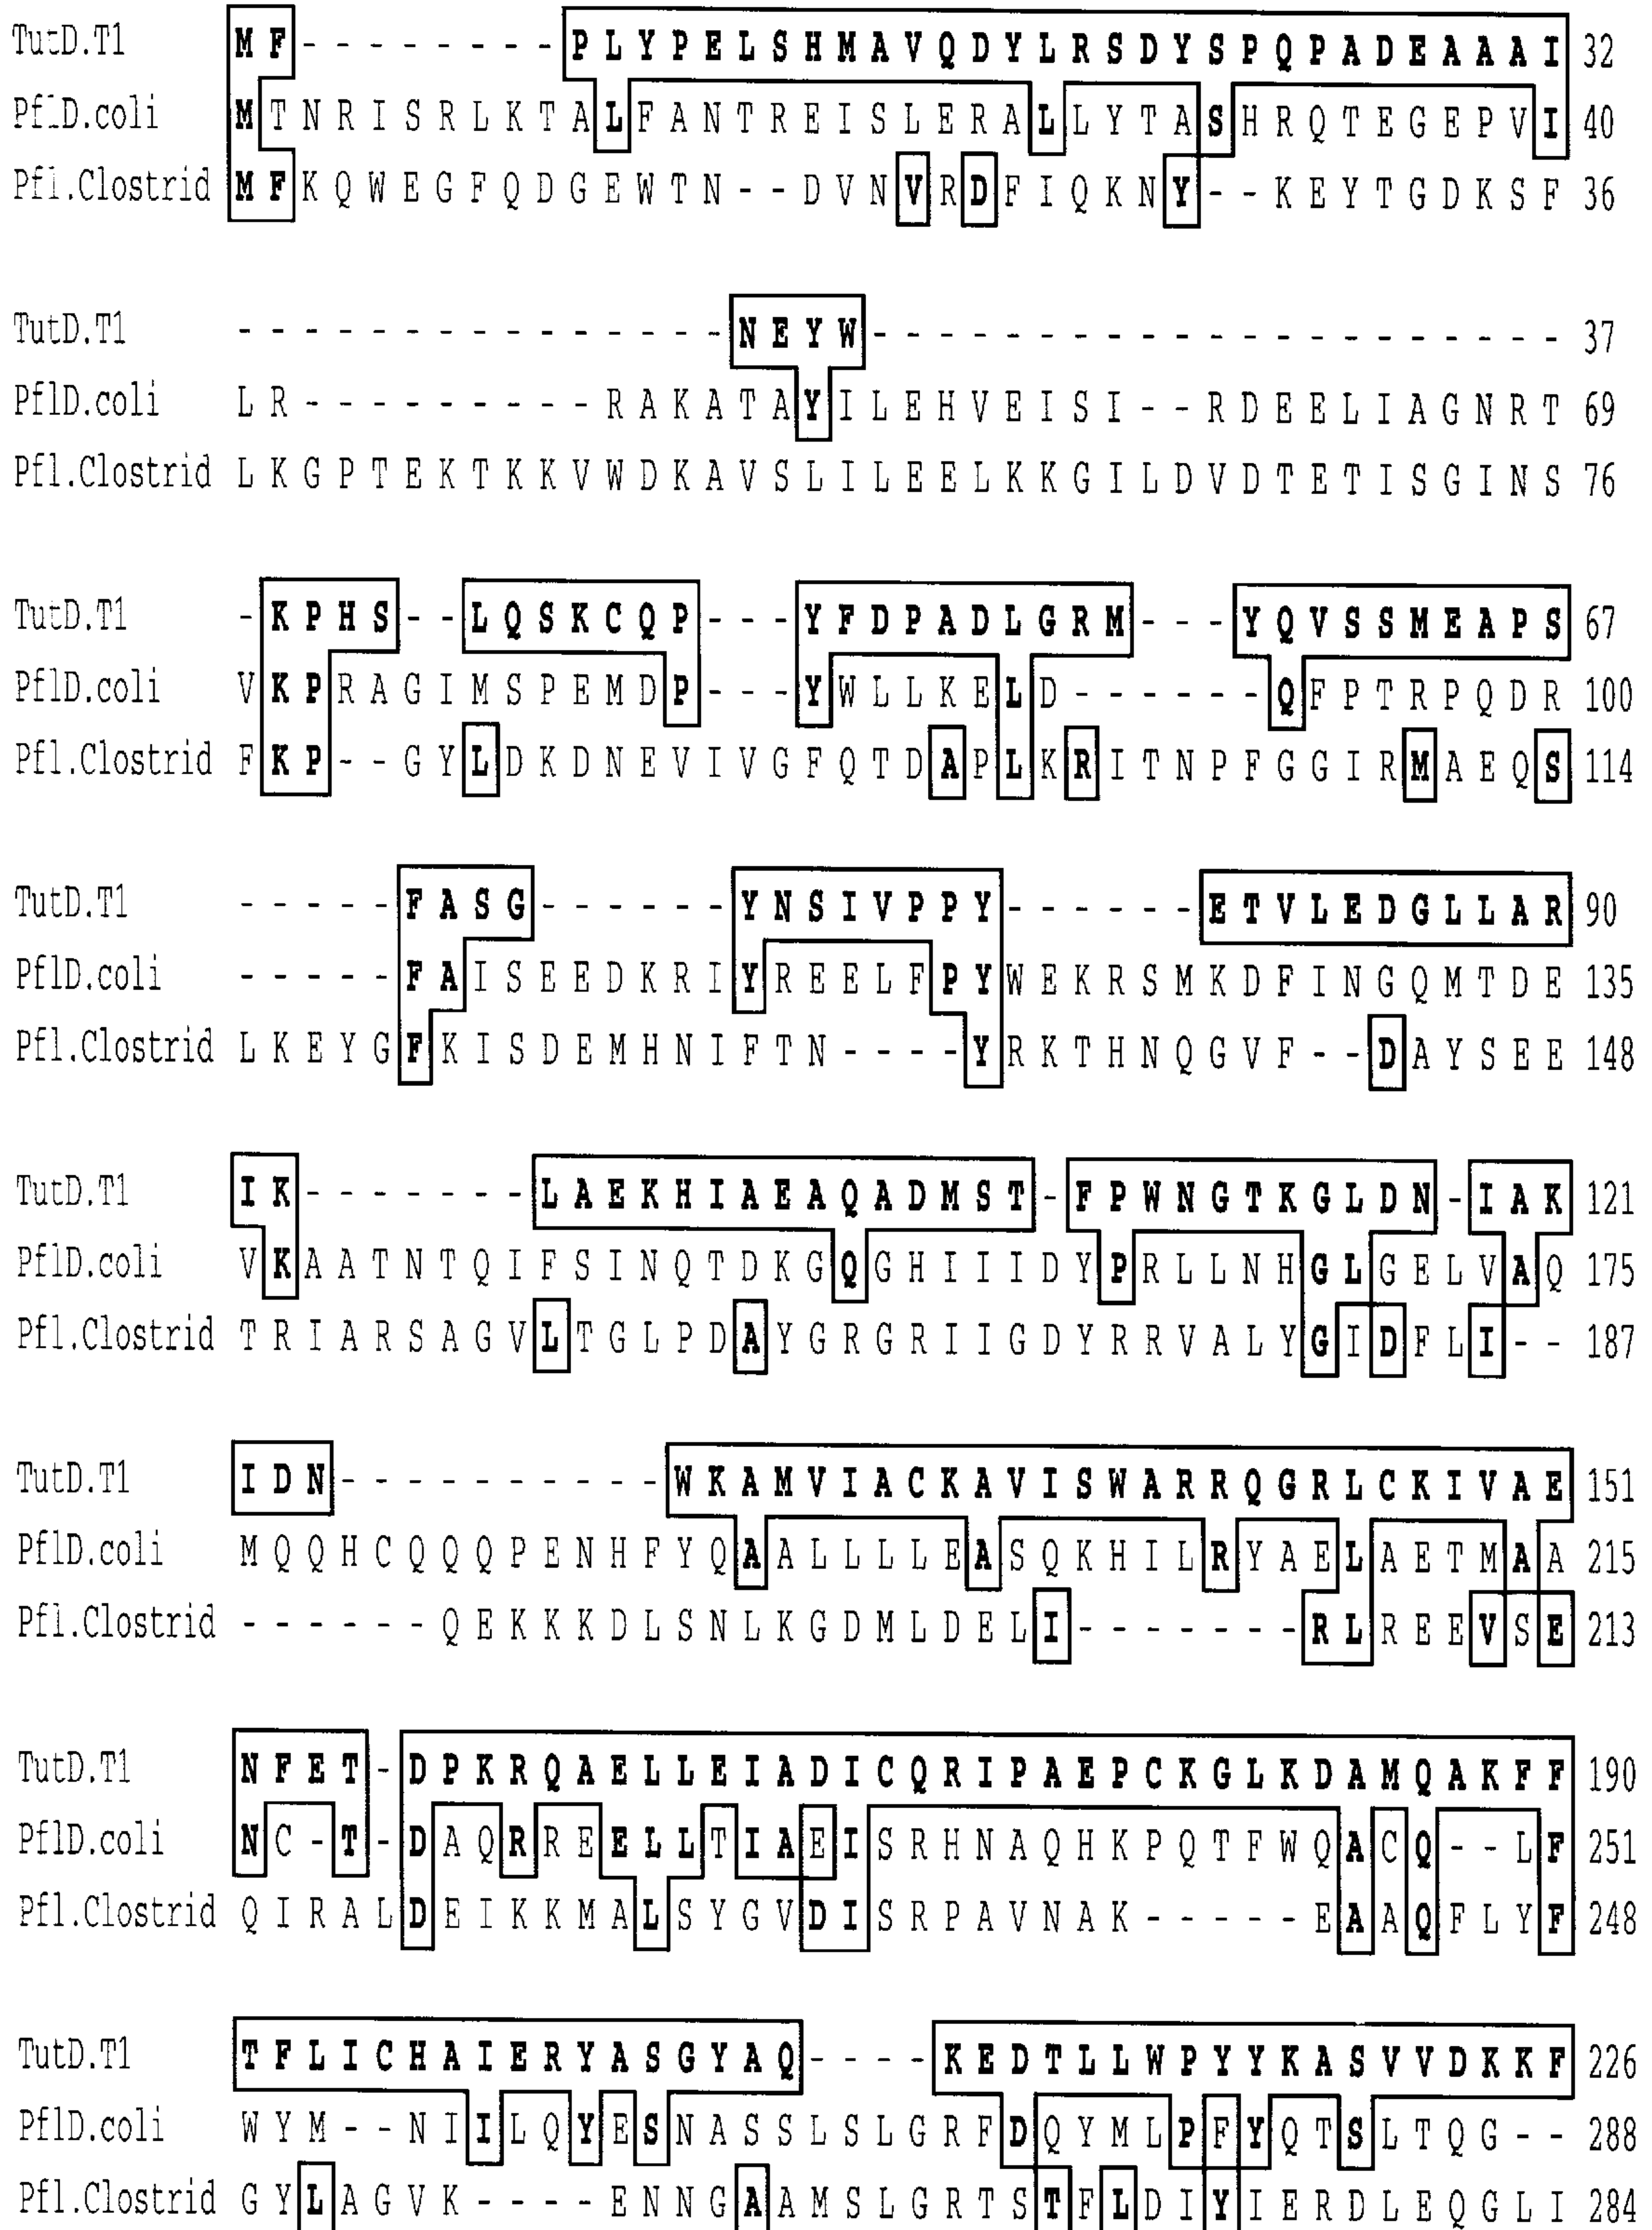 TutD.T1 M F - - - - - - - - P L Y P E L S H M A V Q D Y L R S D Y S P Q P A D E A A A I 32
PflD.coli M T N R I S R L K T A L F A N T R E I S L E R A L L Y T A S H R Q T E G E P V I 40
Pfl.Clostrid M F K Q W E G F Q D G E W T N - - D V N V R D F I Q K N Y - - K E Y T G D K S F 36
TutD.T1 - - - - - - - - - - - - - - - N E Y W - - - - - - - - - - - - - - - - - - - - - 37
PflD.coli L R - - - - - - - - - R A K A T A Y I L E H V E I S I - - R D E E L I A G N R T 69
Pfl.Clostrid L K G P T E K T K K V W D K A V S L I L E E L K K G I L D V D T E T I S G I N S 76
TutD.T1 - K P H S - - L Q S K C Q P - - - Y F D P A D L G R M - - - Y Q V S S M E A P S 67
PflD.coli V K P R A G I M S P E M D P - - - Y W L L K E L D - - - - - - Q F P T R P Q D R 100
Pfl.Clostrid F K P - - G Y L D K D N E V I V G F Q T D A P L K R I T N P F G G I R M A E Q S 114
TutD.T1 - - - - - F A S G - - - - - - Y N S I V P P Y - - - - - - E T V L E D G L L A R 90
PflD.coli - - - - - F A I S E E D K R I Y R E E L F P Y W E K R S M K D F I N G Q M T D E 135
Pfl.Clostrid L K E Y G F K I S D E M H N I F T N - - - - Y R K T H N Q G V F - - D A Y S E E 148
TutD.T1 I K - - - - - - - L A E K H I A E A Q A D M S T - F P W N G T K G L D N - I A K 121
PflD.coli V K A A T N T Q I F S I N Q T D K G Q G H I I I D Y P R L L N H G L G E L V A Q 175
Pfl.Clostrid T R I A R S A G V L T G L P D A Y G R G R I I G D Y R R V A L Y G I D F L I - - 187
TutD.T1 I D N - - - - - - - - - - W K A M V I A C K A V I S W A R R Q G R L C K I V A E 151
PflD.coli M Q Q H C Q Q Q P E N H F Y Q A A L L L L E A S Q K H I L R Y A E L A E T M A A 215
Pfl.Clostrid - - - - - - Q E K K K D L S N L K G D M L D E L I - - - - - - - R L R E E V S E 213
TutD.T1 N F E T - D P K R Q A E L L E I A D I C Q R I P A E P C K G L K D A M Q A K F F 190
PflD.coli N C - T - D A Q R R E E L L T I A E I S R H N A Q H K P Q T F W Q A C Q - - L F 251
Pfl.Clostrid Q I R A L D E I K K M A L S Y G V D I S R P A V N A K - - - - - E A A Q F L Y F 248
TutD.T1 T F L I C H A I E R Y A S G Y A Q - - - - K E D T L L W P Y Y K A S V V D K K F 226
PflD.coli W Y M - - N I I L Q Y E S N A S S L S L G R F D Q Y M L P F Y Q T S L T Q G - - 288
Pfl.Clostrid G Y L A G V K - - - - E N N G A A M S L G R T S T F L D I Y I E R D L E Q G L I 284